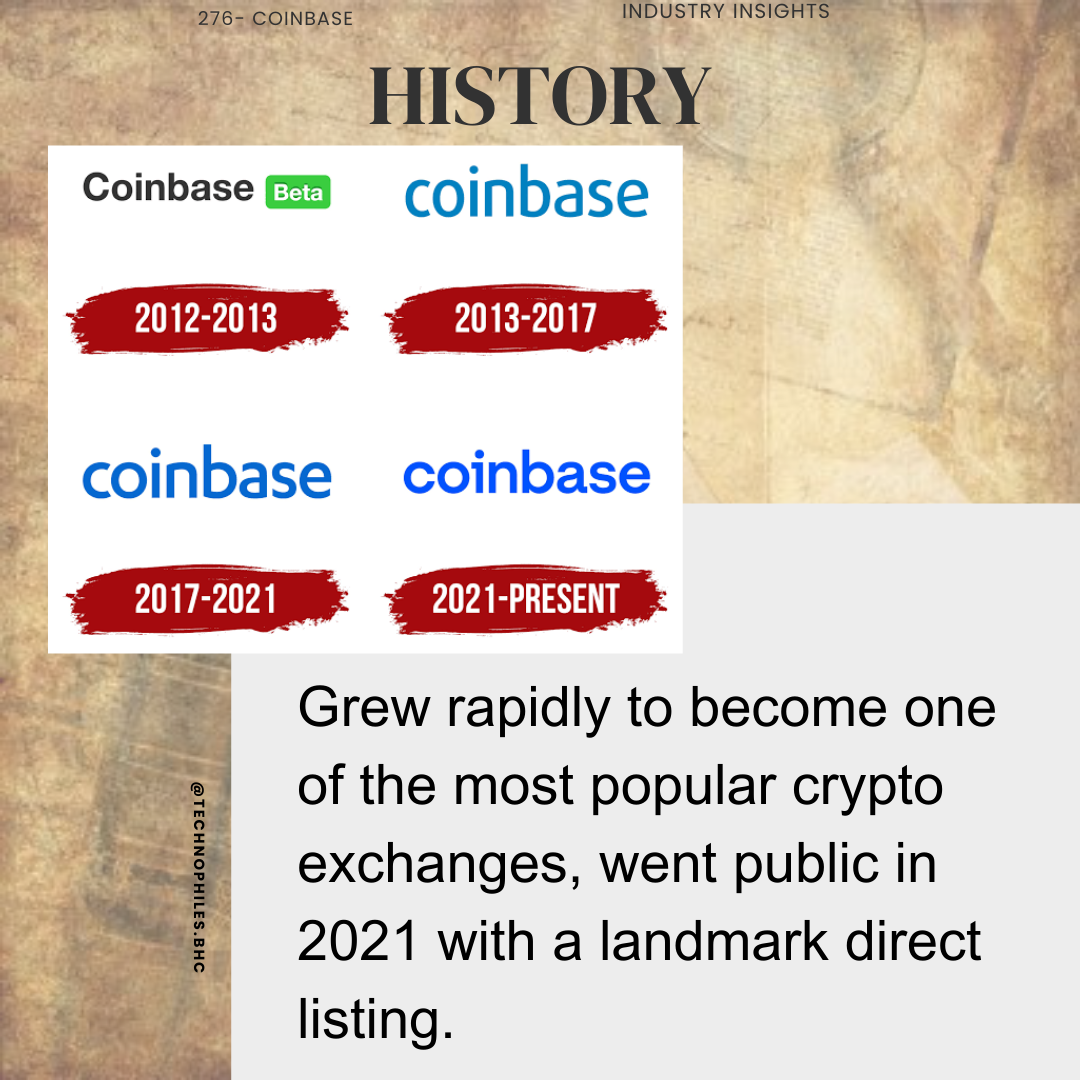 276- COINBASE
INDUSTRY INSIGHTS
HISTORY
Coinbase Beta
coinbase
2012-2013
2013-2017
coinbase
coinbase
2017-2021
2021-PRESENT
Grew rapidly to become one
of the most popular crypto
exchanges, went public in
2021 with a landmark direct
listing.
@TECHNOPHILES.BHC